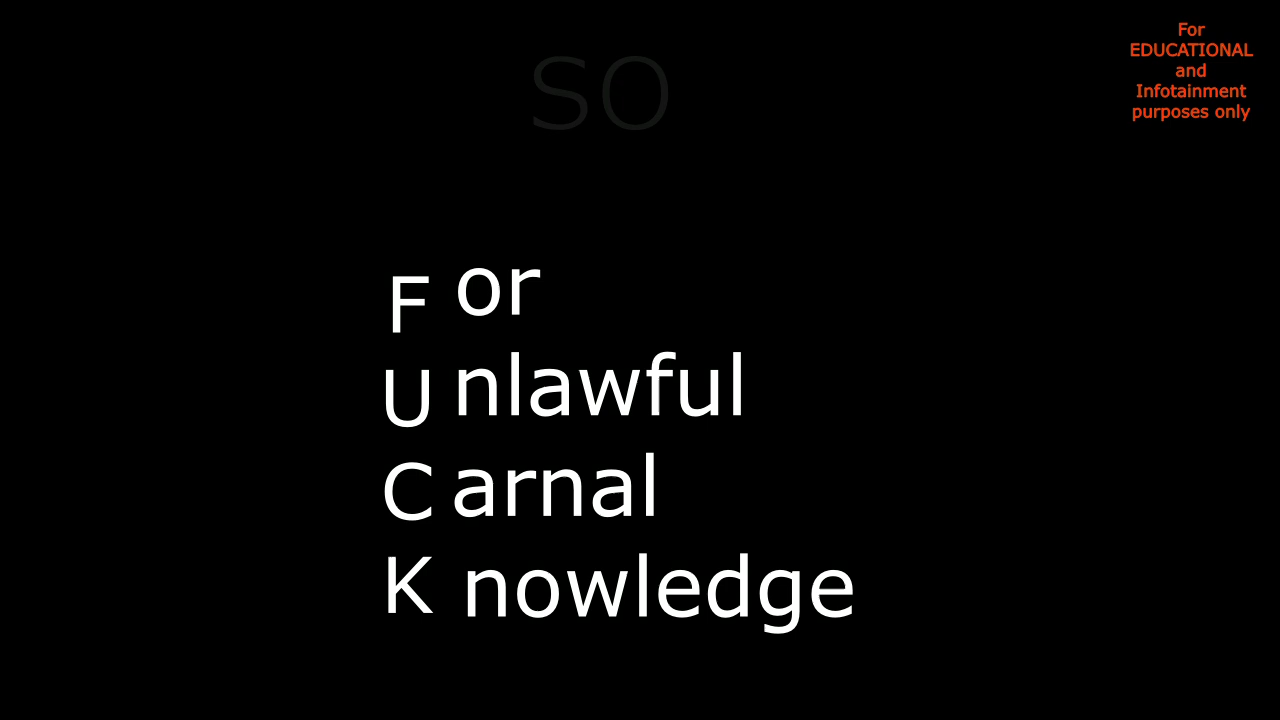 For
EDUCATIONAL
and
Infotainment
purposes only
SO
F or
U nlawful
C arnal
K nowledge